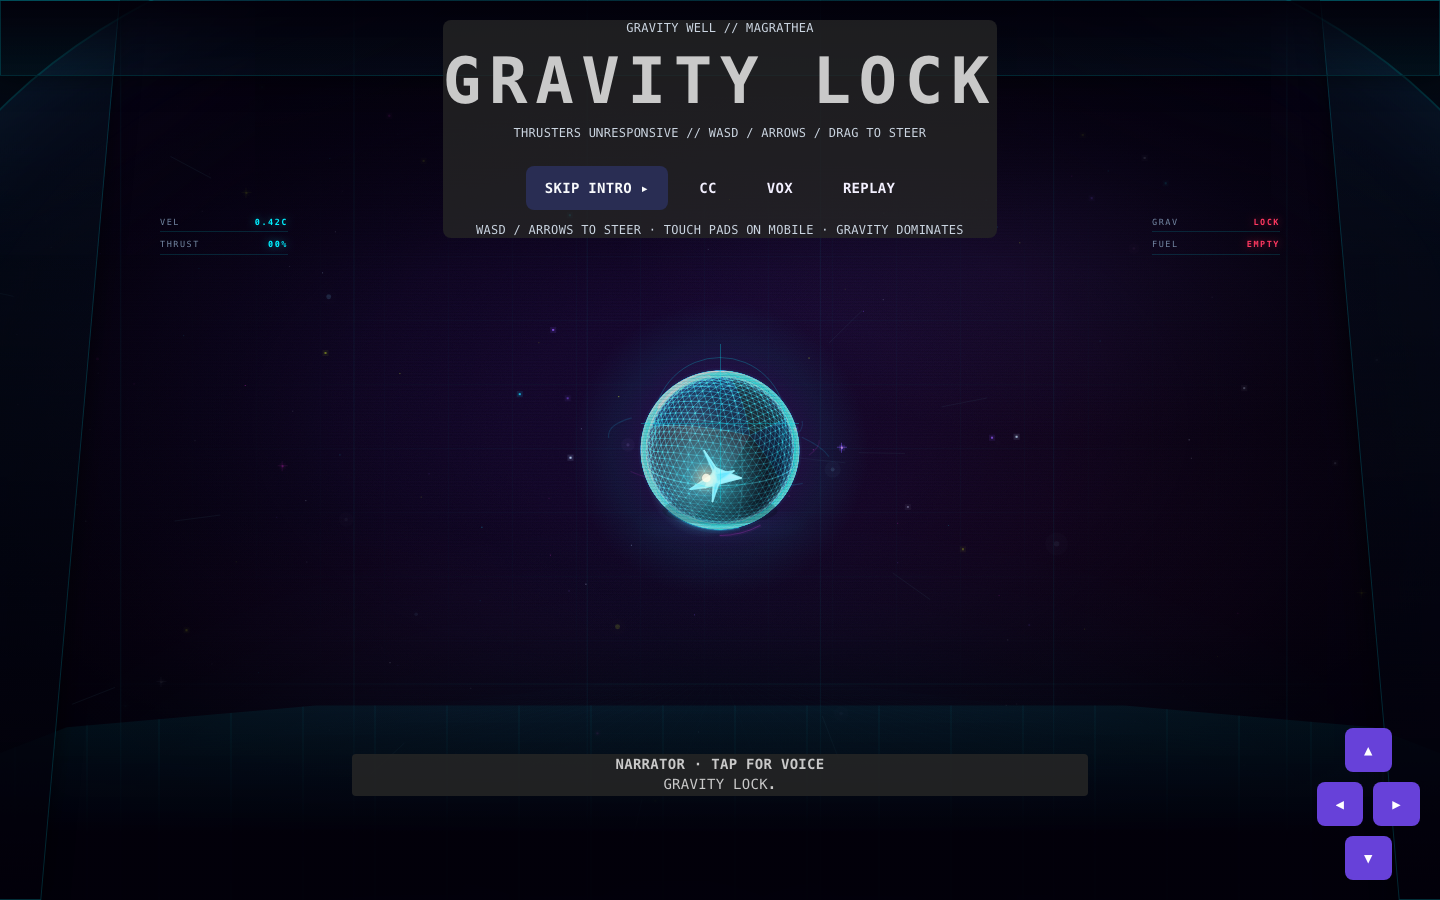 GRAVITY WELL // MAGRATHEA
GRAVITY LOCK
THRUSTERS UNRESPONSIVE // WASD / ARROWS / DRAG TO STEER
SKIP INTRO ▸ CC VOX REPLAY
WASD / ARROWS TO STEER · TOUCH PADS ON MOBILE · GRAVITY DOMINATES
VEL 0.42C
THRUST 00%
GRAV LOCK
FUEL EMPTY
NARRATOR · TAP FOR VOICE
GRAVITY LOCK.
▲
◀ ▶
▼